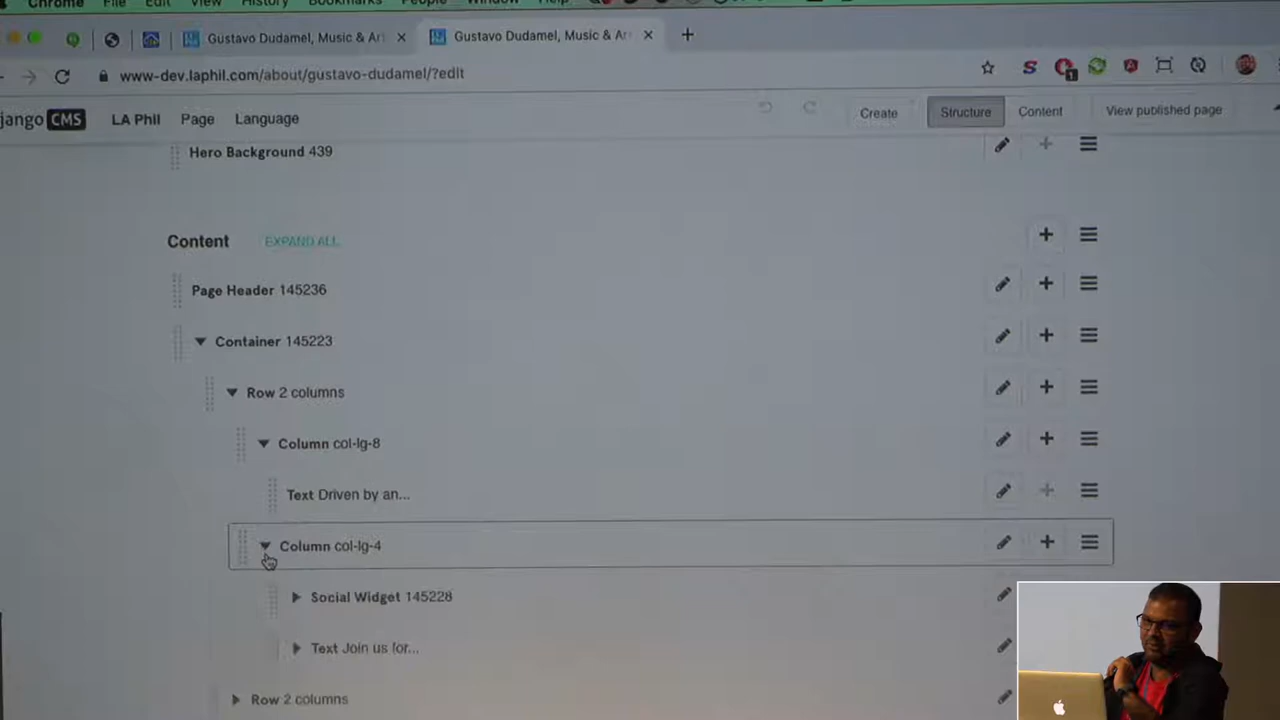 Chrome File Edit View History Bookmarks People Window Help
Gustavo Dudamel, Music & Ar
Gustavo Dudamel, Music & Ar
www-dev.laphil.com/about/gustavo-dudamel/?edit
1
jango CMS LA Phil Page Language Create Structure Content View published page
Hero Background 439
Content EXPAND ALL
Page Header 145236
Container 145223
Row 2 columns
Column col-lg-8
Text Driven by an...
Column col-lg-4
Social Widget 145228
Text Join us for...
Row 2 columns